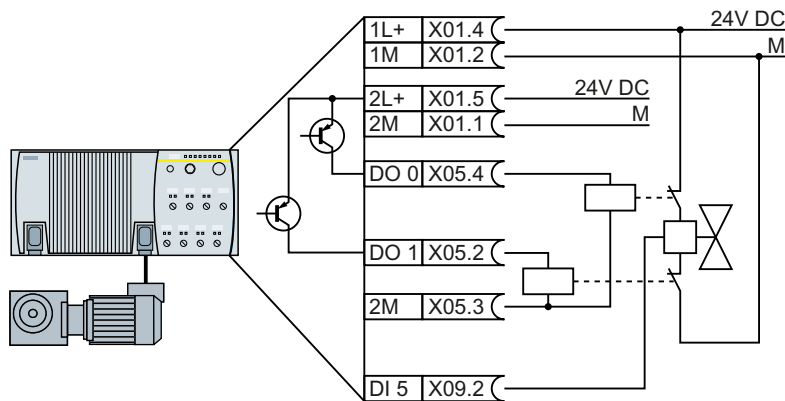 1L+ X01.4 24V DC
1M X01.2 M
2L+ X01.5 24V DC
2M X01.1 M
DO 0 X05.4
DO 1 X05.2
2M X05.3
DI 5 X09.2